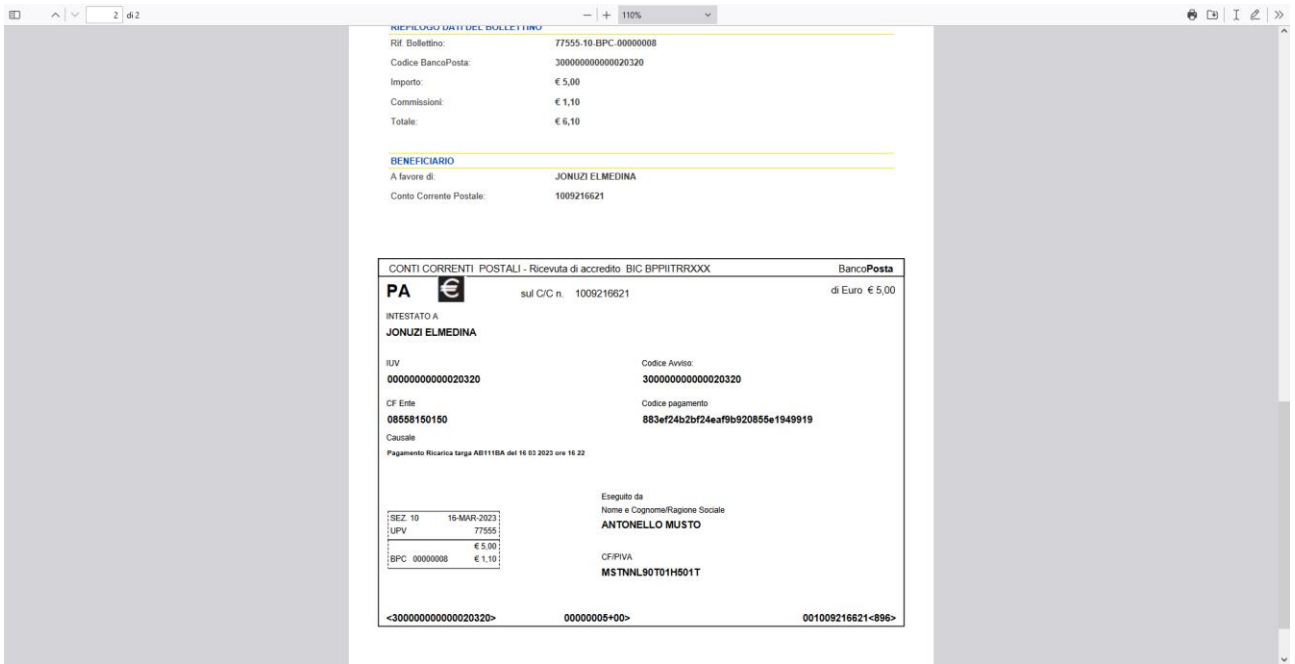 2 di 2
110%
RIEPILOGO DATI DEL BOLLETTINO
Rif. Bollettino: 77555-10-BPC-00000008
Codice BancoPosta: 300000000000020320
Importo: € 5,00
Commissioni: € 1,10
Totale: € 6,10
BENEFICIARIO
A favore di: JONUZI ELMEDINA
Conto Corrente Postale: 1009216621
CONTI CORRENTI POSTALI - Ricevuta di accredito BIC BPPIITRRXXX BancoPosta
PA € sul C/C n. 1009216621 di Euro € 5,00
INTESTATO A
JONUZI ELMEDINA
IUV Codice Avviso:
00000000000020320 300000000000020320
CF Ente Codice pagamento
08558150150 883ef24b2bf24eaf9b920855e1949919
Causale
Pagamento Ricarica targa AB111BA del 16 03 2023 ore 16 22
Eseguito da
Nome e Cognome/Ragione Sociale
ANTONELLO MUSTO
SEZ. 10 16-MAR-2023
UPV 77555
€ 5,00
BPC 00000008 € 1,10
CF/PIVA
MSTNNL90T01H501T
<300000000000020320> 00000005+00> 001009216621<896>